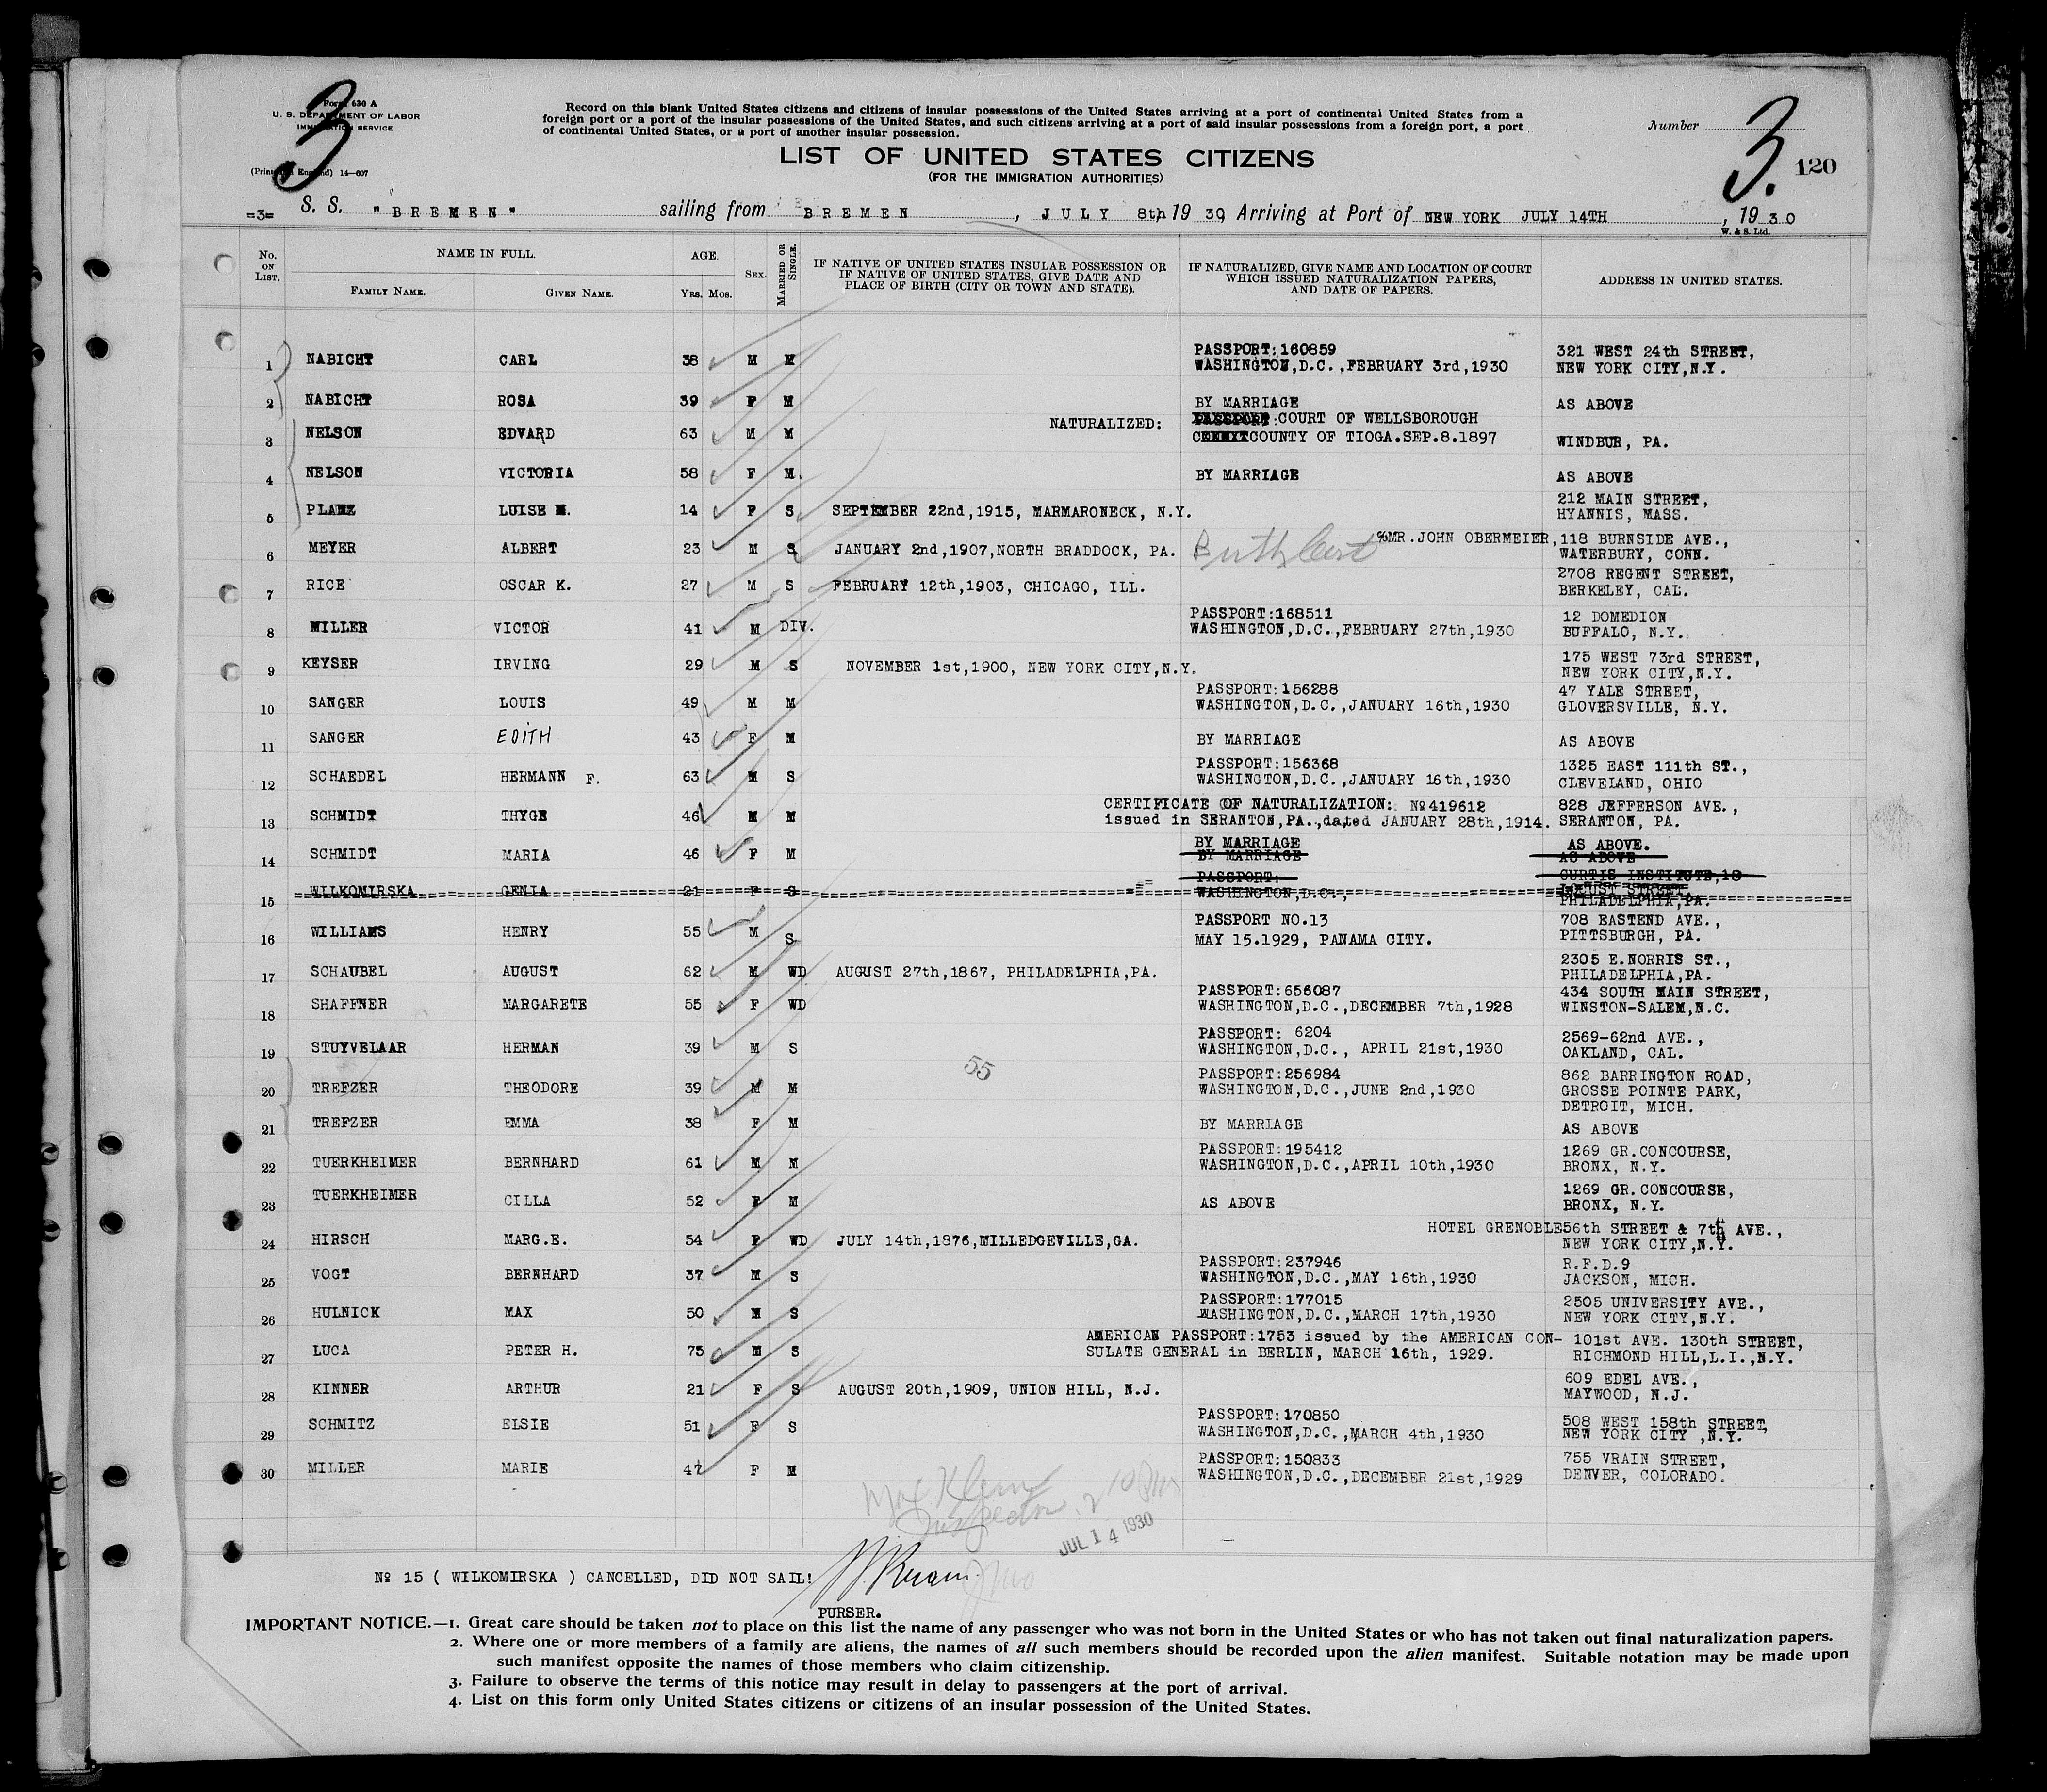 3
Form 630 A
U. S. DEPARTMENT OF LABOR
IMMIGRATION SERVICE
(Printed in England) 14—607
Record on this blank United States citizens and citizens of insular possessions of the United States arriving at a port of continental United States from a
foreign port or a port of the insular possessions of the United States, and such citizens arriving at a port of said insular possessions from a foreign port, a port
of continental United States, or a port of another insular possession.
Number 3.
120
LIST OF UNITED STATES CITIZENS
(FOR THE IMMIGRATION AUTHORITIES)
=3= S. S. "BREMEN" sailing from BREMEN, JULY 8th 19 30, Arriving at Port of NEW YORK JULY 14TH, 19 30
W. & S. Ltd.
No. ON LIST. NAME IN FULL. FAMILY NAME. GIVEN NAME. AGE. YRS. MOS. SEX. MARRIED OR SINGLE. IF NATIVE OF UNITED STATES INSULAR POSSESSION OR IF NATIVE OF UNITED STATES, GIVE DATE AND PLACE OF BIRTH (CITY OR TOWN AND STATE). IF NATURALIZED, GIVE NAME AND LOCATION OF COURT WHICH ISSUED NATURALIZATION PAPERS, AND DATE OF PAPERS. ADDRESS IN UNITED STATES.
1 NABICHT CARL 38 M M PASSPORT:160859 WASHINGTON,D.C.,FEBRUARY 3rd,1930 321 WEST 24th STREET, NEW YORK CITY,N.Y.
2 NABICHT ROSA 39 F M BY MARRIAGE AS ABOVE
3 NELSON EDVARD 63 M M NATURALIZED: PASSPORT: COURT OF WELLSBOROUGH COUNTY OF TIOGA.SEP.8.1897 WINDBUR, PA.
4 NELSON VICTORIA 58 F M. BY MARRIAGE AS ABOVE
5 PLANZ LUISE M. 14 F S SEPTEMBER 22nd,1915, MARMARONECK, N.Y. 212 MAIN STREET, HYANNIS, MASS.
6 MEYER ALBERT 23 M S JANUARY 2nd,1907,NORTH BRADDOCK, PA. Birth Cert % MR.JOHN OBERMEIER,118 BURNSIDE AVE., WATERBURY, CONN.
7 RICE OSCAR K. 27 M S FEBRUARY 12th,1903, CHICAGO, ILL. 2708 REGENT STREET, BERKELEY, CAL.
8 MILLER VICTOR 41 M DIV. PASSPORT:168511 WASHINGTON,D.C.,FEBRUARY 27th,1930 12 DOMEDION BUFFALO, N.Y.
9 KEYSER IRVING 29 M S NOVEMBER 1st,1900, NEW YORK CITY,N.Y. 175 WEST 73rd STREET, NEW YORK CITY,N.Y.
10 SANGER LOUIS 49 M M PASSPORT:156288 WASHINGTON,D.C.,JANUARY 16th,1930 47 YALE STREET, GLOVERSVILLE, N.Y.
11 SANGER EDITH 43 F M BY MARRIAGE AS ABOVE
12 SCHAEDEL HERMANN F. 63 M S PASSPORT:156368 WASHINGTON,D.C.,JANUARY 16th,1930 1325 EAST 111th ST., CLEVELAND, OHIO
13 SCHMIDT THYGE 46 M M CERTIFICATE OF NATURALIZATION: № 419612 issued in SERANTON,PA.,dated JANUARY 28th,1914. 828 JEFFERSON AVE., SERANTON, PA.
14 SCHMIDT MARIA 46 F M BY MARRIAGE BY MARRIAGE AS ABOVE. AS ABOVE
15 WILKOMIRSKA GENIA 21 F S PASSPORT: WASHINGTON,D.C., CURTIS INSTITUTE,18 LOCUST STREET, PHILADELPHIA,PA.
16 WILLIAMS HENRY 55 M S PASSPORT NO.13 MAY 15.1929, PANAMA CITY. 708 EASTEND AVE., PITTSBURGH, PA.
17 SCHAUBEL AUGUST 62 M WD AUGUST 27th,1867, PHILADELPHIA,PA. 2305 E.NORRIS ST., PHILADELPHIA,PA.
18 SHAFFNER MARGARETE 55 F WD PASSPORT:656087 WASHINGTON,D.C.,DECEMBER 7th,1928 434 SOUTH MAIN STREET, WINSTON-SALEM,N.C.
19 STUYVELAAR HERMAN 39 M S PASSPORT: 6204 WASHINGTON,D.C., APRIL 21st,1930 2569-62nd AVE., OAKLAND, CAL.
55
20 TREFZER THEODORE 39 M M PASSPORT:256984 WASHINGTON,D.C.,JUNE 2nd,1930 862 BARRINGTON ROAD, GROSSE POINTE PARK, DETROIT, MICH.
21 TREFZER EMMA 38 F M BY MARRIAGE AS ABOVE
22 TUERKHEIMER BERNHARD 61 M M PASSPORT:195412 WASHINGTON,D.C.,APRIL 10th,1930 1269 GR.CONCOURSE, BRONX, N.Y.
23 TUERKHEIMER CILLA 52 F M AS ABOVE 1269 GR.CONCOURSE, BRONX, N.Y.
24 HIRSCH MARG.E. 54 F WD JULY 14th,1876,MILLEDGEVILLE,GA. HOTEL GRENOBLE 56th STREET & 7th AVE., NEW YORK CITY,N.Y.
25 VOGT BERNHARD 37 M S PASSPORT:237946 WASHINGTON,D.C.,MAY 16th,1930 R.F.D.9 JACKSON, MICH.
26 HULNICK MAX 50 M S PASSPORT:177015 WASHINGTON,D.C.,MARCH 17th,1930 2505 UNIVERSITY AVE., NEW YORK CITY,N.Y.
27 LUCA PETER H. 75 M S AMERICAN PASSPORT:1753 issued by the AMERICAN CON- SULATE GENERAL in BERLIN, MARCH 16th, 1929. 101st AVE. 130th STREET, RICHMOND HILL,L.I.,N.Y.
28 KINNER ARTHUR 21 F S AUGUST 20th,1909, UNION HILL, N.J. 609 EDEL AVE., MAYWOOD, N.J.
29 SCHMITZ ELSIE 51 F S PASSPORT:170850 WASHINGTON,D.C.,MARCH 4th,1930 508 WEST 158th STREET, NEW YORK CITY ,N.Y.
30 MILLER MARIE 47 F M PASSPORT:150833 WASHINGTON,D.C.,DECEMBER 21st,1929 755 VRAIN STREET, DENVER, COLORADO.
Max Klein
Inspector
JUL 14 1930
№ 15 ( WILKOMIRSKA ) CANCELLED, DID NOT SAIL!
PURSER.
IMPORTANT NOTICE.—1. Great care should be taken not to place on this list the name of any passenger who was not born in the United States or who has not taken out final naturalization papers.
2. Where one or more members of a family are aliens, the names of all such members should be recorded upon the alien manifest. Suitable notation may be made upon
such manifest opposite the names of those members who claim citizenship.
3. Failure to observe the terms of this notice may result in delay to passengers at the port of arrival.
4. List on this form only United States citizens or citizens of an insular possession of the United States.